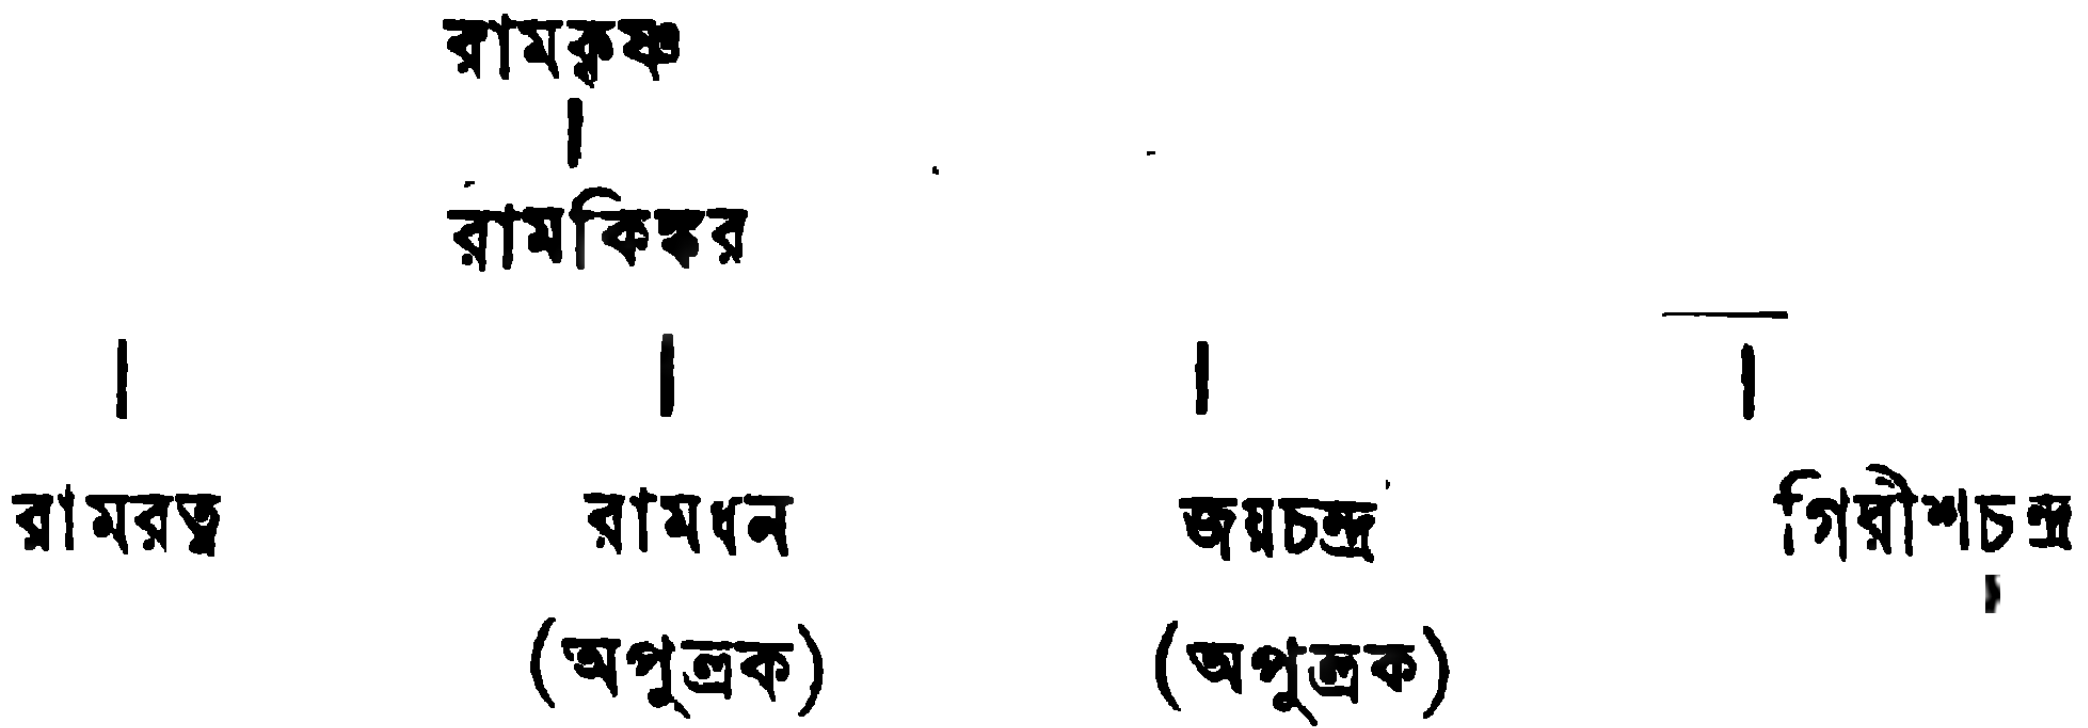 রামকৃষ্ণ
রামকিঙ্কর
রামরত্ন রামধন জয়চন্দ্র গিরীশচন্দ্র
(অপুত্রক) (অপুত্রক)